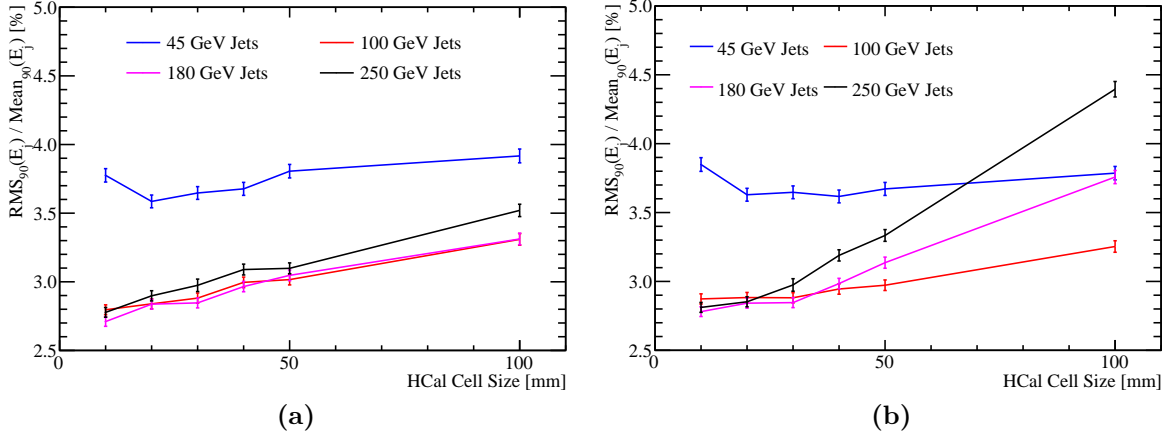 RMS₉₀(Eⱼ) / Mean₉₀(Eⱼ) [%]
5.0
4.5
4.0
3.5
3.0
2.5
45 GeV Jets
100 GeV Jets
180 GeV Jets
250 GeV Jets
0
50
100
HCal Cell Size [mm]
(a)
RMS₉₀(Eⱼ) / Mean₉₀(Eⱼ) [%]
5.0
4.5
4.0
3.5
3.0
2.5
45 GeV Jets
100 GeV Jets
180 GeV Jets
250 GeV Jets
0
50
100
HCal Cell Size [mm]
(b)